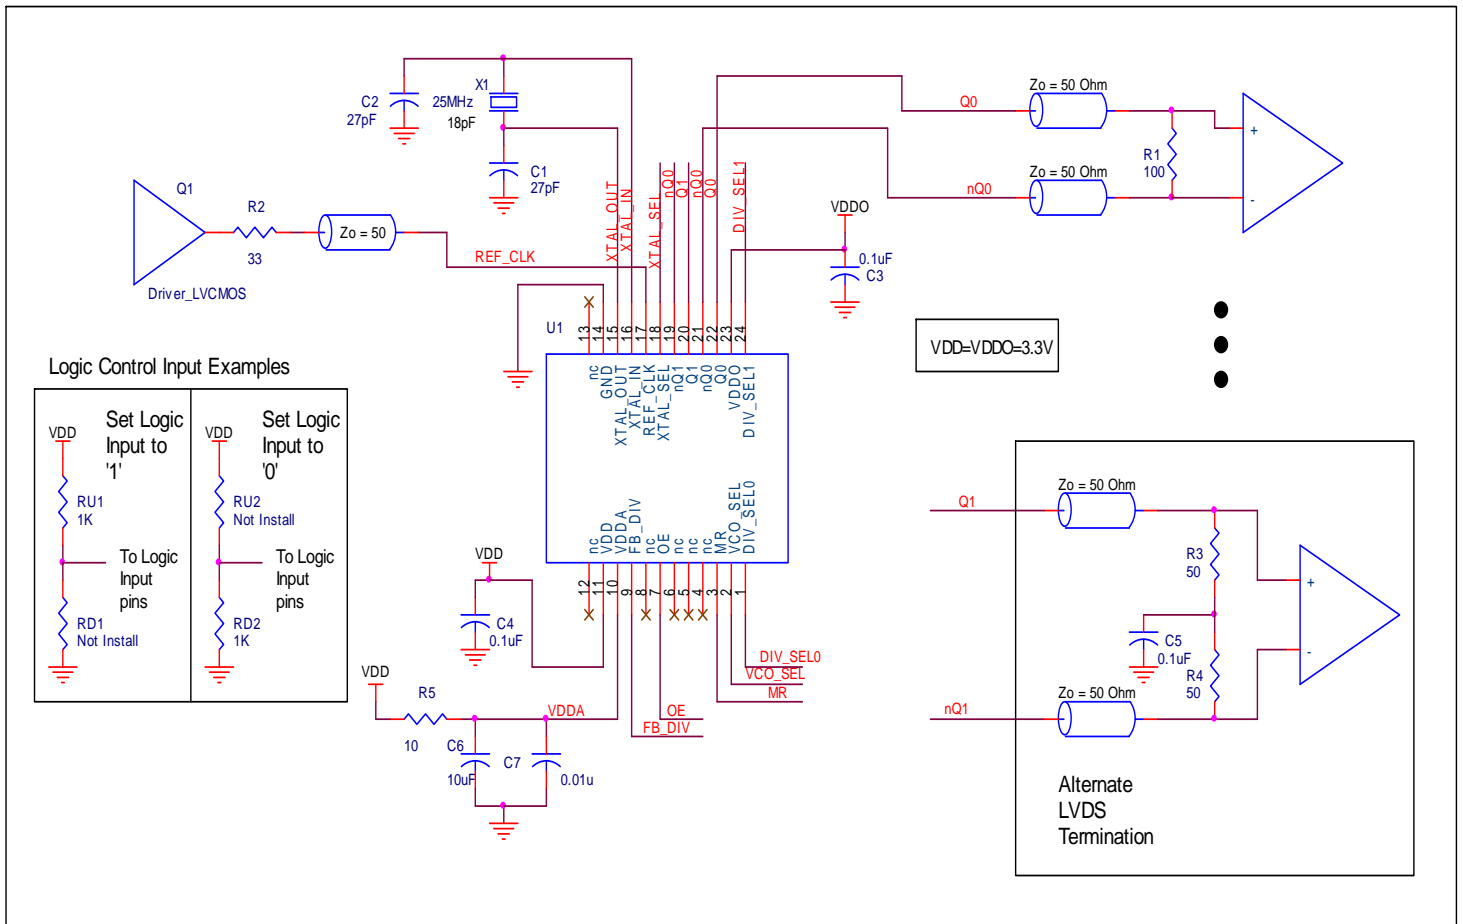 X1
C2
25MHz
27pF
18pF
C1
27pF
Q1
R2
33
Zo = 50
Driver_LVCMOS
REF_CLK
XTAL_OUT
XTAL_IN
XTAL_SEL
nQ0
Q1
nQ0
Q0
DIV_SEL1
Q0
Zo = 50 Ohm
nQ0
Zo = 50 Ohm
R1
100
+
-
VDDO
0.1uF
C3
VDD=VDDO=3.3V
U1
13
14
15
16
17
18
19
20
21
22
23
24
nc
GND
XTAL_OUT
XTAL_IN
REF_CLK
XTAL_SEL
nQ1
Q1
nQ0
Q0
VDDO
DIV_SEL1
nc
VDD
VDDA
FB_DIV
nc
OE
nc
nc
nc
MR
VCO_SEL
DIV_SEL0
12
11
10
9
8
7
6
5
4
3
2
1
Logic Control Input Examples
VDD
Set Logic
Input to
'1'
RU1
1K
To Logic
Input
pins
RD1
Not Install
VDD
Set Logic
Input to
'0'
RU2
Not Install
To Logic
Input
pins
RD2
1K
VDD
C4
0.1uF
VDD
R5
10
VDDA
C6
10uF
C7
0.01u
OE
FB_DIV
DIV_SEL0
VCO_SEL
MR
Q1
Zo = 50 Ohm
R3
50
C5
0.1uF
R4
50
nQ1
Zo = 50 Ohm
+
-
Alternate
LVDS
Termination